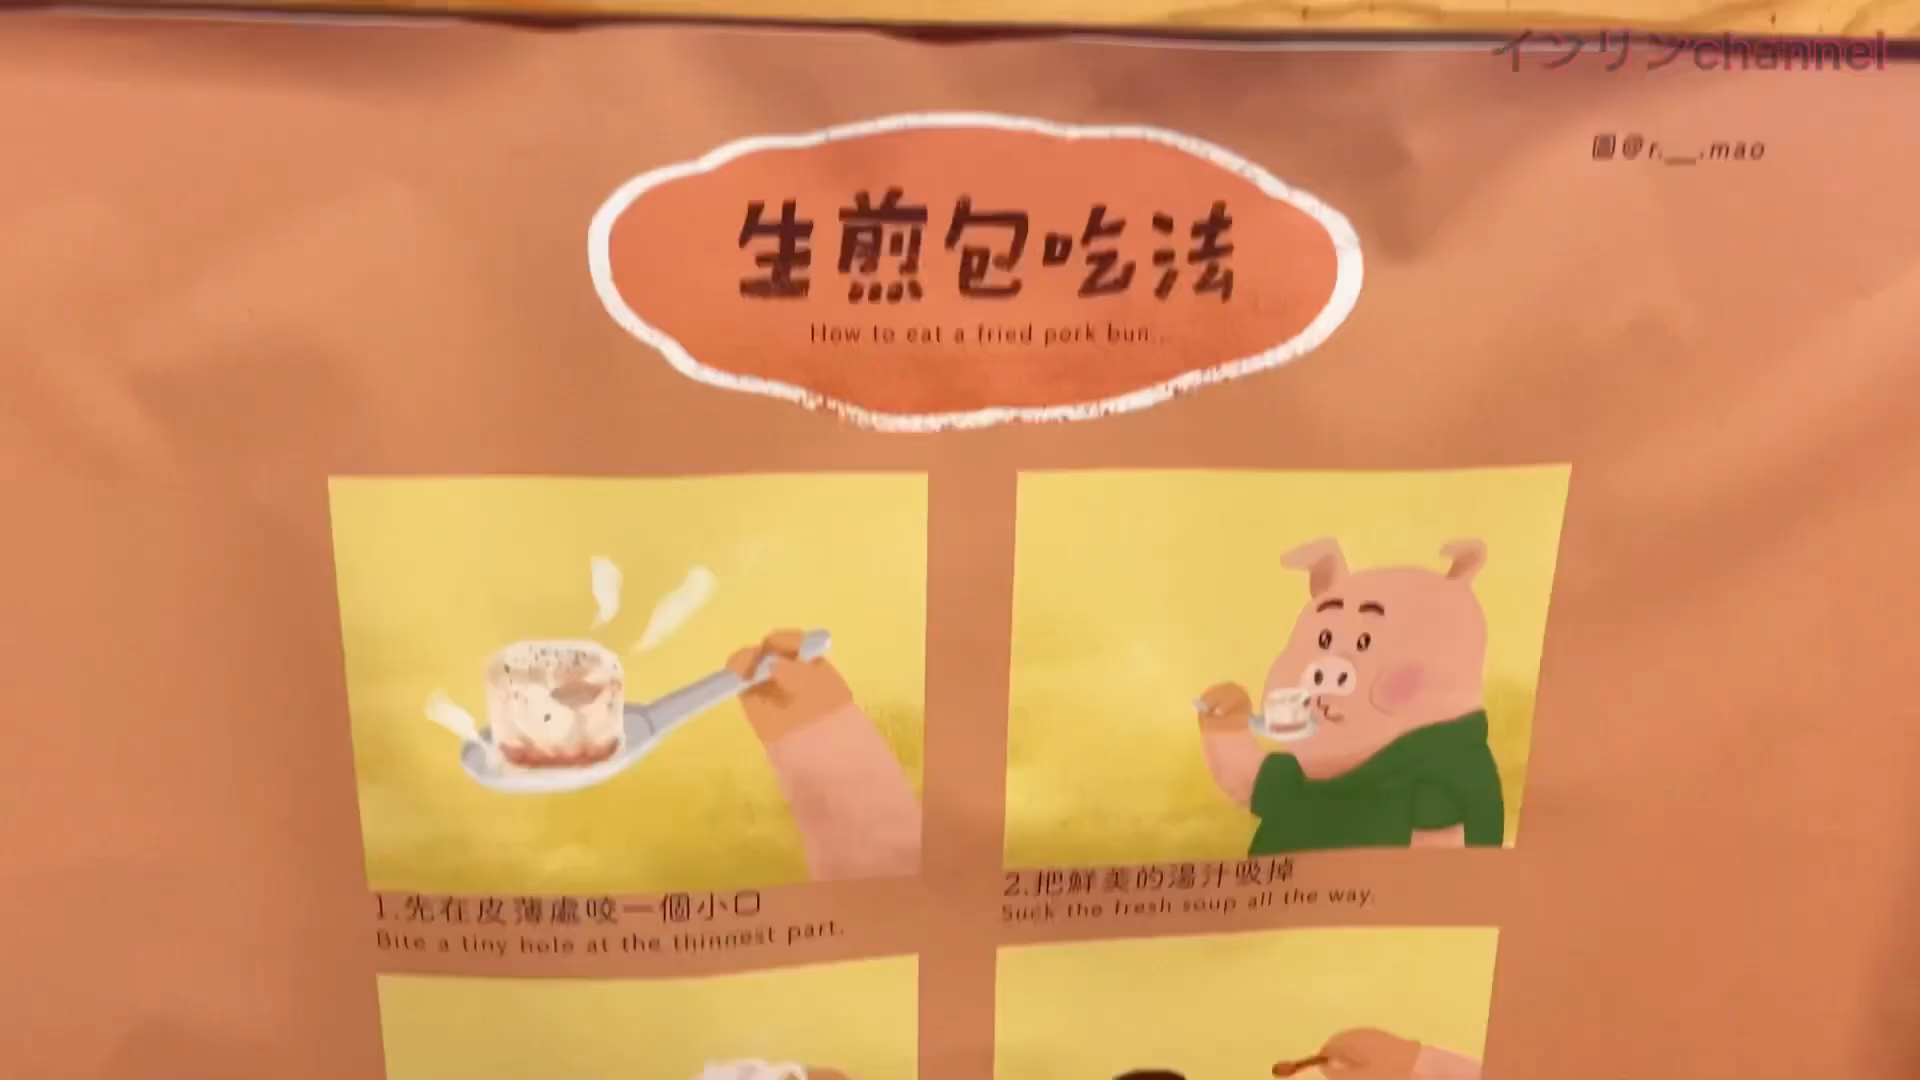 インリンchannel
圖@r.__.mao
生煎包吃法
How to eat a fried pork bun...
1.先在皮薄處咬一個小口
Bite a tiny hole at the thinnest part.
2.把鮮美的湯汁吸掉
Suck the fresh soup all the way.